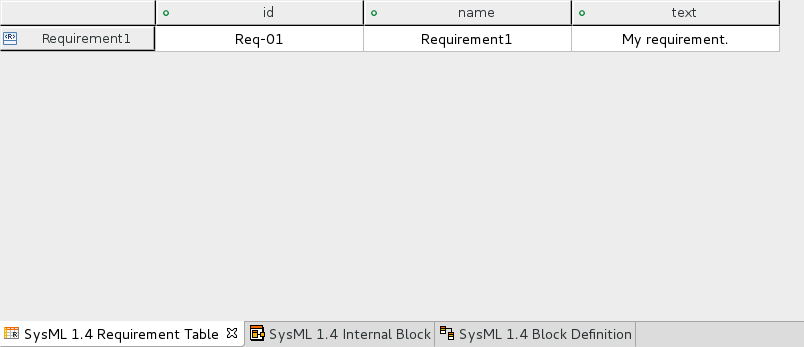 id name text
Requirement1 Req-01 Requirement1 My requirement.
SysML 1.4 Requirement Table SysML 1.4 Internal Block SysML 1.4 Block Definition